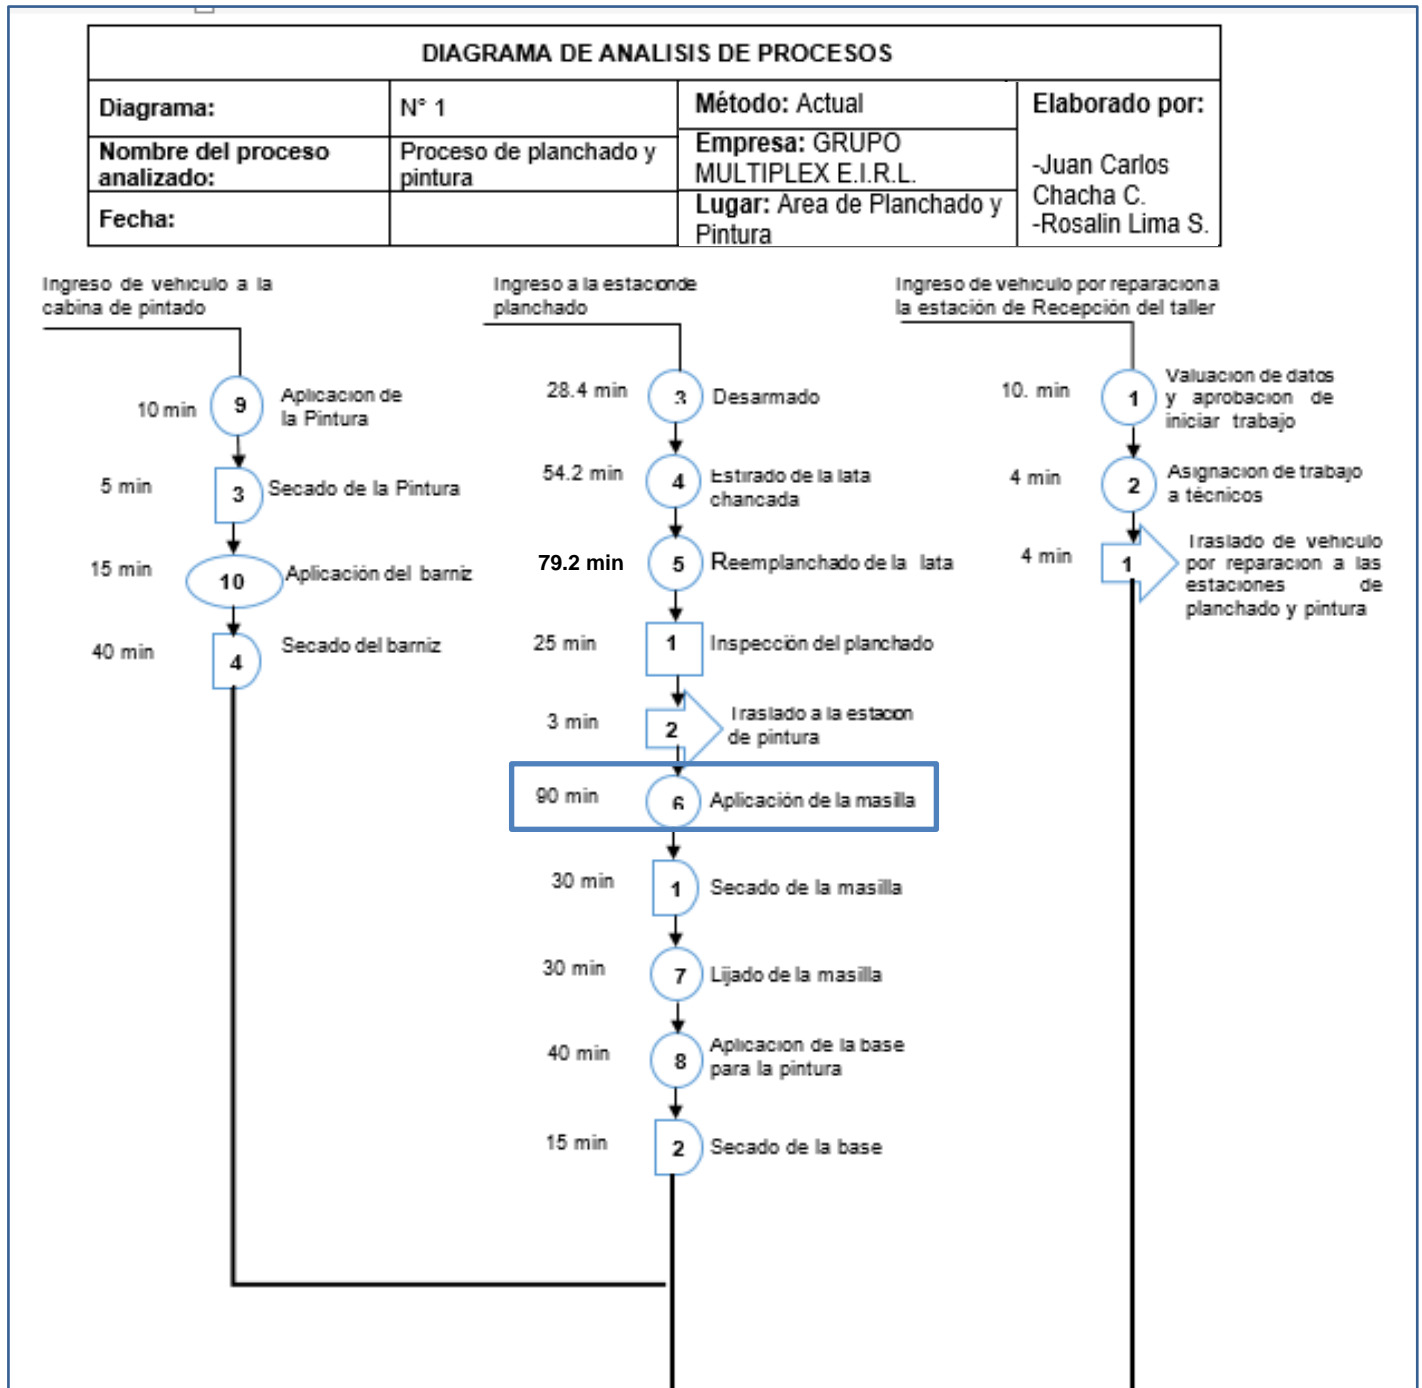 DIAGRAMA DE ANALISIS DE PROCESOS
Diagrama:
N° 1
Método: Actual
Elaborado por:
Nombre del proceso
analizado:
Proceso de planchado y
pintura
Empresa: GRUPO
MULTIPLEX E.I.R.L.
-Juan Carlos
Chacha C.
-Rosalin Lima S.
Fecha:
Lugar: Area de Planchado y
Pintura
Ingreso de vehiculo a la
cabina de pintado
10 min
9
Aplicacion de
la Pintura
5 min
3
Secado de la Pintura
15 min
10
Aplicación del barniz
40 min
4
Secado del barniz
Ingreso a la estacionde
planchado
28.4 min
3
Desarmado
54.2 min
4
Estirado de la lata
chancada
79.2 min
5
Reemplanchado de la lata
25 min
1
Inspección del planchado
3 min
2
Traslado a la estacion
de pintura
90 min
6
Aplicación de la masilla
30 min
1
Secado de la masilla
30 min
7
Lijado de la masilla
40 min
8
Aplicacion de la base
para la pintura
15 min
2
Secado de la base
Ingreso de vehiculo por reparacion a
la estación de Recepción del taller
10. min
1
Valuacion de datos
y aprobacion de
iniciar trabajo
4 min
2
Asignacion de trabajo
a técnicos
4 min
1
Traslado de vehiculo
por reparacion a las
estaciones de
planchado y pintura